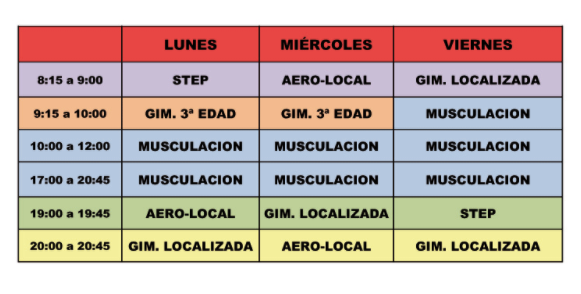 LUNES MIÉRCOLES VIERNES
8:15 a 9:00 STEP AERO-LOCAL GIM. LOCALIZADA
9:15 a 10:00 GIM. 3ª EDAD GIM. 3ª EDAD MUSCULACION
10:00 a 12:00 MUSCULACION MUSCULACION MUSCULACION
17:00 a 20:45 MUSCULACION MUSCULACION MUSCULACION
19:00 a 19:45 AERO-LOCAL GIM. LOCALIZADA STEP
20:00 a 20:45 GIM. LOCALIZADA AERO-LOCAL GIM. LOCALIZADA